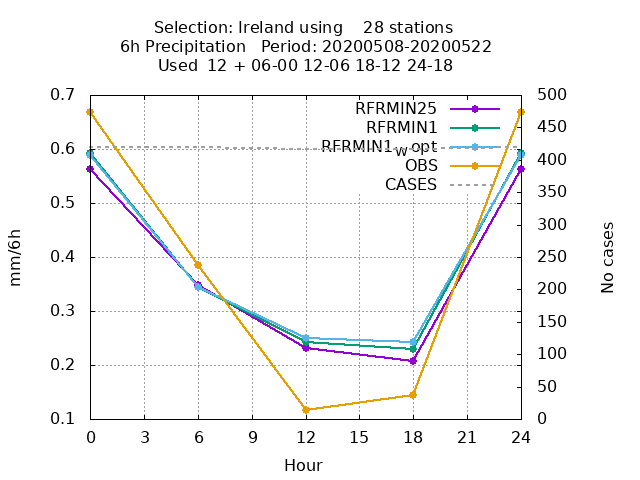 Selection: Ireland using    28 stations
6h Precipitation   Period: 20200508-20200522
Used  12 + 06-00 12-06 18-12 24-18
0.7
0.6
0.5
0.4
0.3
0.2
0.1
mm/6h
RFRMIN25
RFRMIN1
RFRMIN1_wopt
OBS
CASES
500
450
400
350
300
250
200
150
100
50
0
No cases
0 3 6 9 12 15 18 21 24
Hour